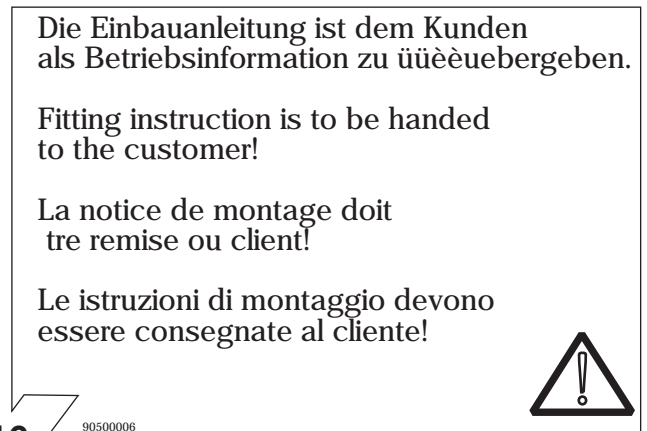 Die Einbauanleitung ist dem Kunden
als Betriebsinformation zu üüèèuebergeben.
Fitting instruction is to be handed
to the customer!
La notice de montage doit
tre remise ou client!
Le istruzioni di montaggio devono
essere consegnate al cliente!
90500006